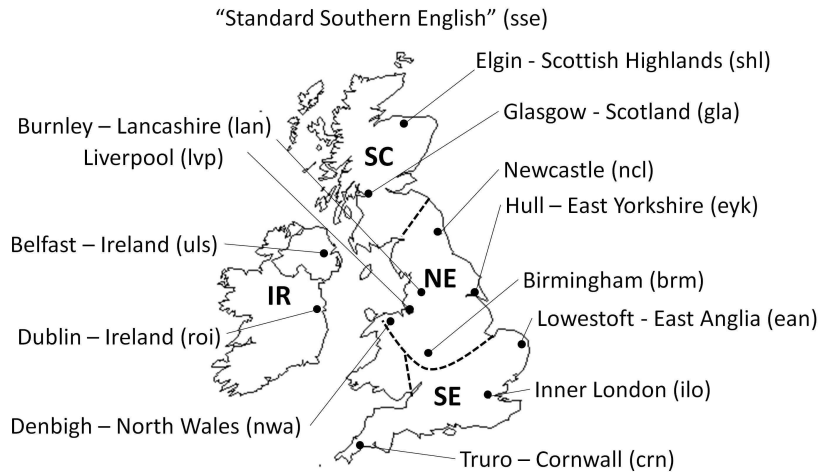 “Standard Southern English” (sse)
Elgin - Scottish Highlands (shl)
Glasgow - Scotland (gla)
Burnley – Lancashire (lan)
Liverpool (lvp)
SC
Newcastle (ncl)
Hull – East Yorkshire (eyk)
Belfast – Ireland (uls)
NE
Birmingham (brm)
IR
Lowestoft - East Anglia (ean)
Dublin – Ireland (roi)
Inner London (ilo)
SE
Denbigh – North Wales (nwa)
Truro – Cornwall (crn)